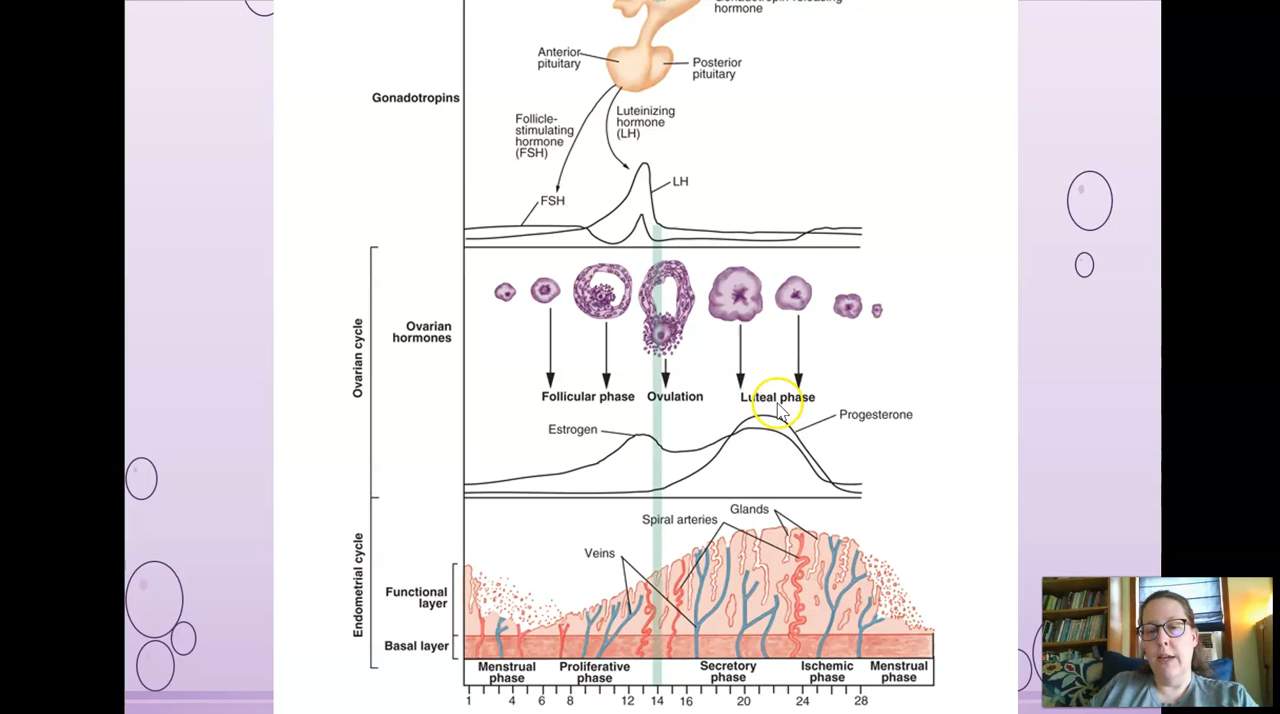 hormone
Anterior
pituitary
Posterior
pituitary
Gonadotropins
Follicle-
stimulating
hormone
(FSH)
Luteinizing
hormone
(LH)
LH
FSH
Ovarian cycle
Ovarian
hormones
Follicular phase
Ovulation
Luteal phase
Estrogen
Progesterone
Endometrial cycle
Glands
Spiral arteries
Veins
Functional
layer
Basal layer
Menstrual
phase
Proliferative
phase
Secretory
phase
Ischemic
phase
Menstrual
phase
1 4 6 8 12 14 16 20 24 28